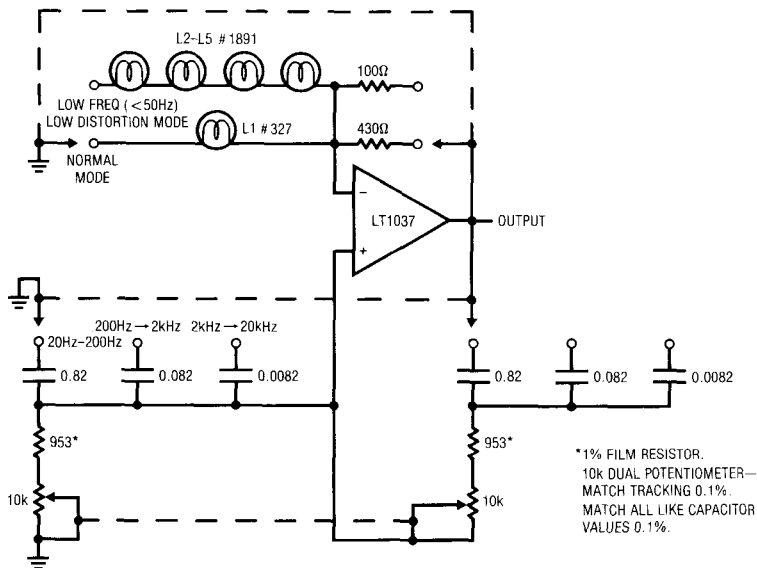 L2–L5 #1891
100Ω
LOW FREQ (<50Hz)
LOW DISTORTION MODE
L1 #327
430Ω
NORMAL
MODE
−
LT1037
OUTPUT
+
200Hz→2kHz
2kHz→20kHz
20Hz–200Hz
0.82
0.082
0.0082
0.82
0.082
0.0082
953*
953*
10k
10k
*1% FILM RESISTOR.
10k DUAL POTENTIOMETER—
MATCH TRACKING 0.1%.
MATCH ALL LIKE CAPACITOR
VALUES 0.1%.